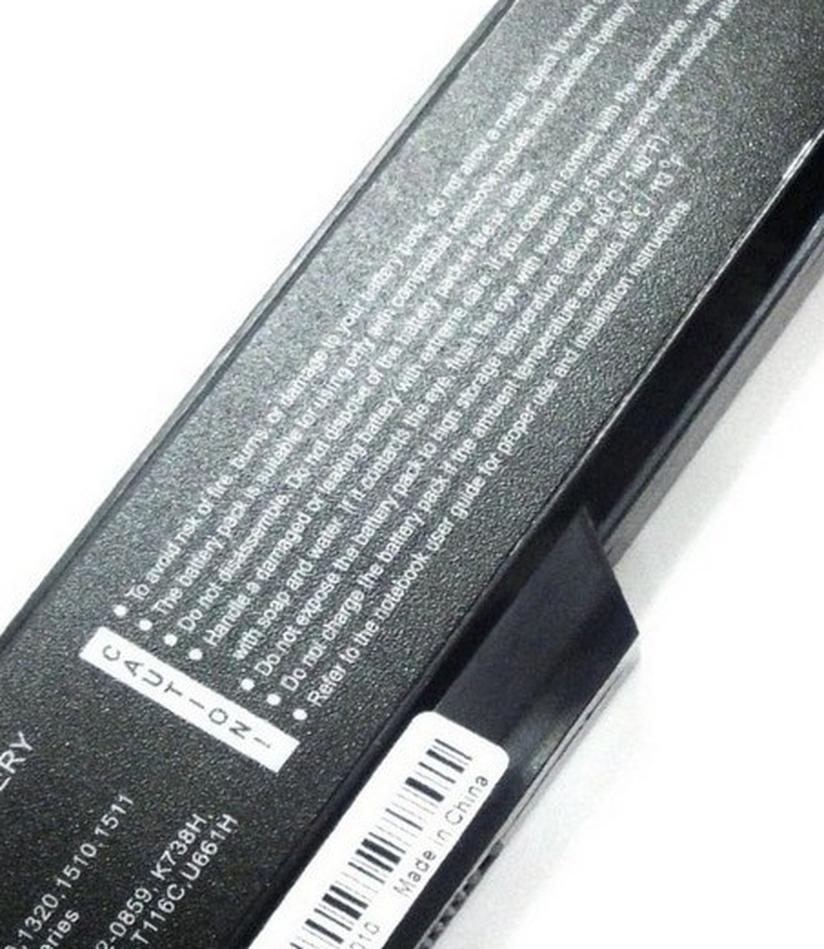 ERY
1320,1510,1511
eries
2-0859, K738H,
T116C,U661H
CAUTION!
• To avoid risk of fire, bump, or damage to your battery pack, do not allow a metal object to touch
• The battery pack is suitable for using only with compatible notebook models and specified battery
• Do not disassemble. Do not dispose of the battery pack in fire or water
• Handle a damaged or leaking battery with extreme care. If you come in contact with the electrolyte, w
with soap and water. If it contacts the eye, flush the eye with water for 15 minutes and seek medical
• Do not expose the battery pack to high storage temperature (above 60°C / 140°F)
• Do not charge the battery pack if the ambient temperature exceeds 45°C / 113°F
• Refer to the notebook user guide for proper use and installation instructions
Made in China
010